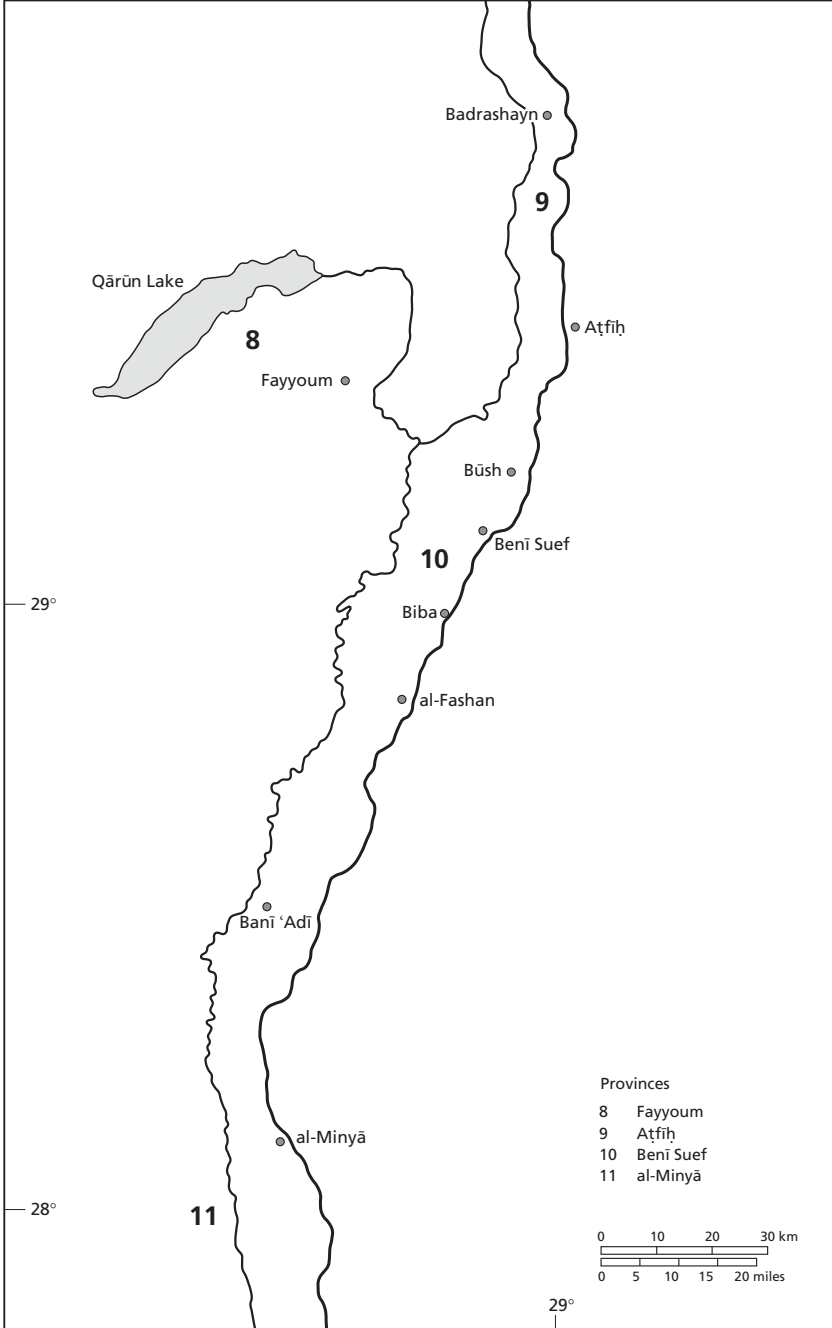 Badrashayn
9
Qārūn Lake
8
Aṭfīḥ
Fayyoum
Būsh
Benī Suef
10
29°
Biba
al-Fashan
Banī ‘Adī
Provinces
8 Fayyoum
9 Aṭfīḥ
10 Benī Suef
11 al-Minyā
al-Minyā
28°
11
0 10 20 30 km
0 5 10 15 20 miles
29°